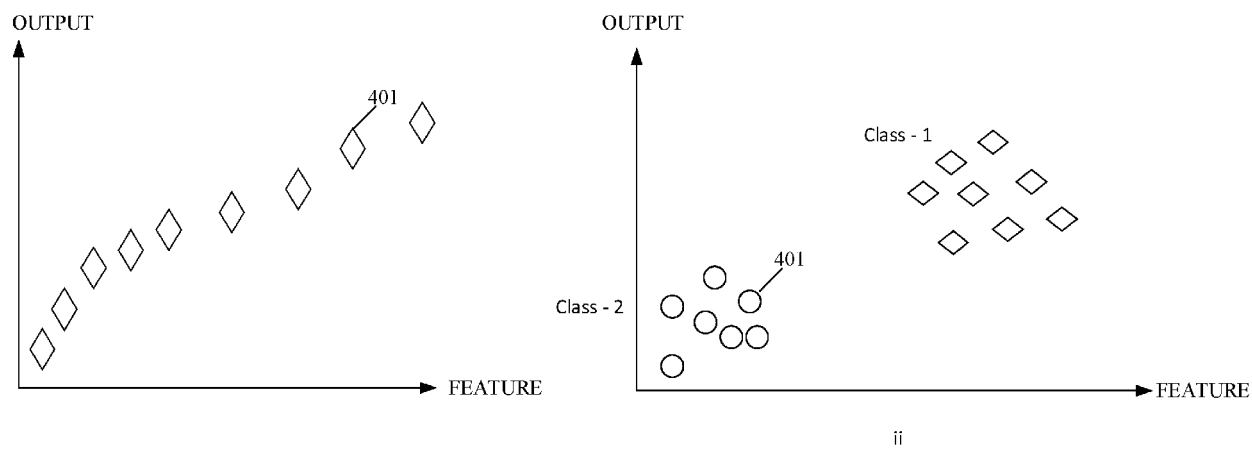 OUTPUT
401
FEATURE
OUTPUT
Class - 1
401
Class - 2
FEATURE
ii